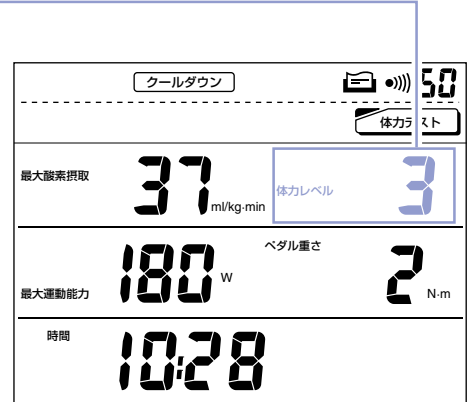 クールダウン 50
体力テスト
最大酸素摂取 37 ml/kg·min 体力レベル 3
最大運動能力 180 W ペダル重さ 2 N·m
時間 10:28